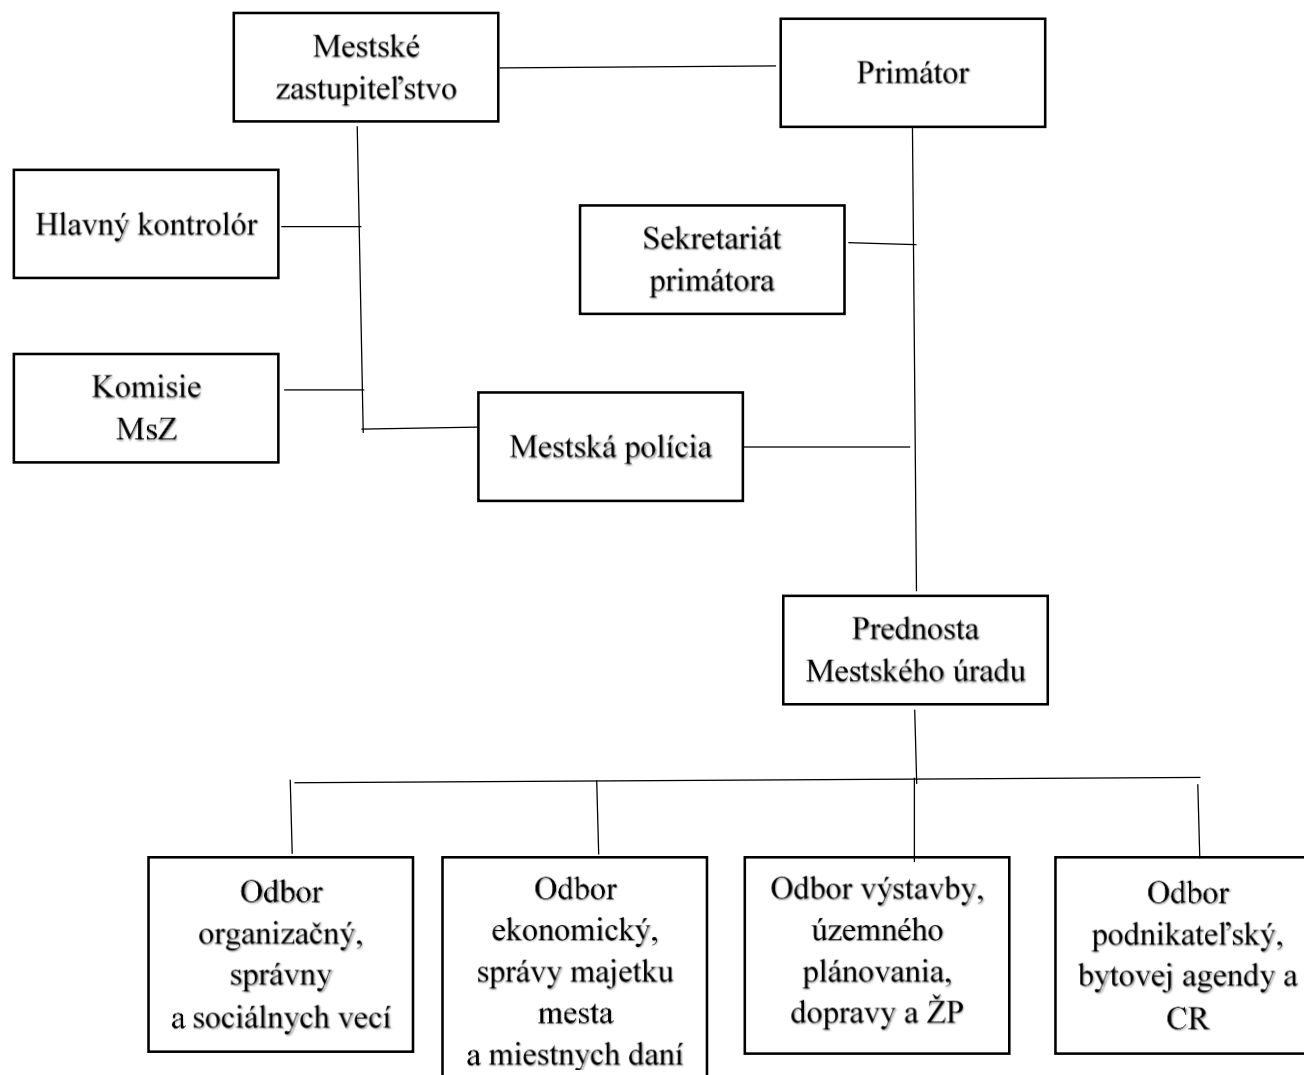 Mestské
zastupiteľstvo
Primátor
Hlavný kontrolór
Sekretariát
primátora
Komisie
MsZ
Mestská polícia
Prednosta
Mestského úradu
Odbor
organizačný,
správny
a sociálnych vecí
Odbor
ekonomický,
správy majetku
mesta
a miestnych daní
Odbor výstavby,
územného
plánovania,
dopravy a ŽP
Odbor
podnikateľský,
bytovej agendy a
CR